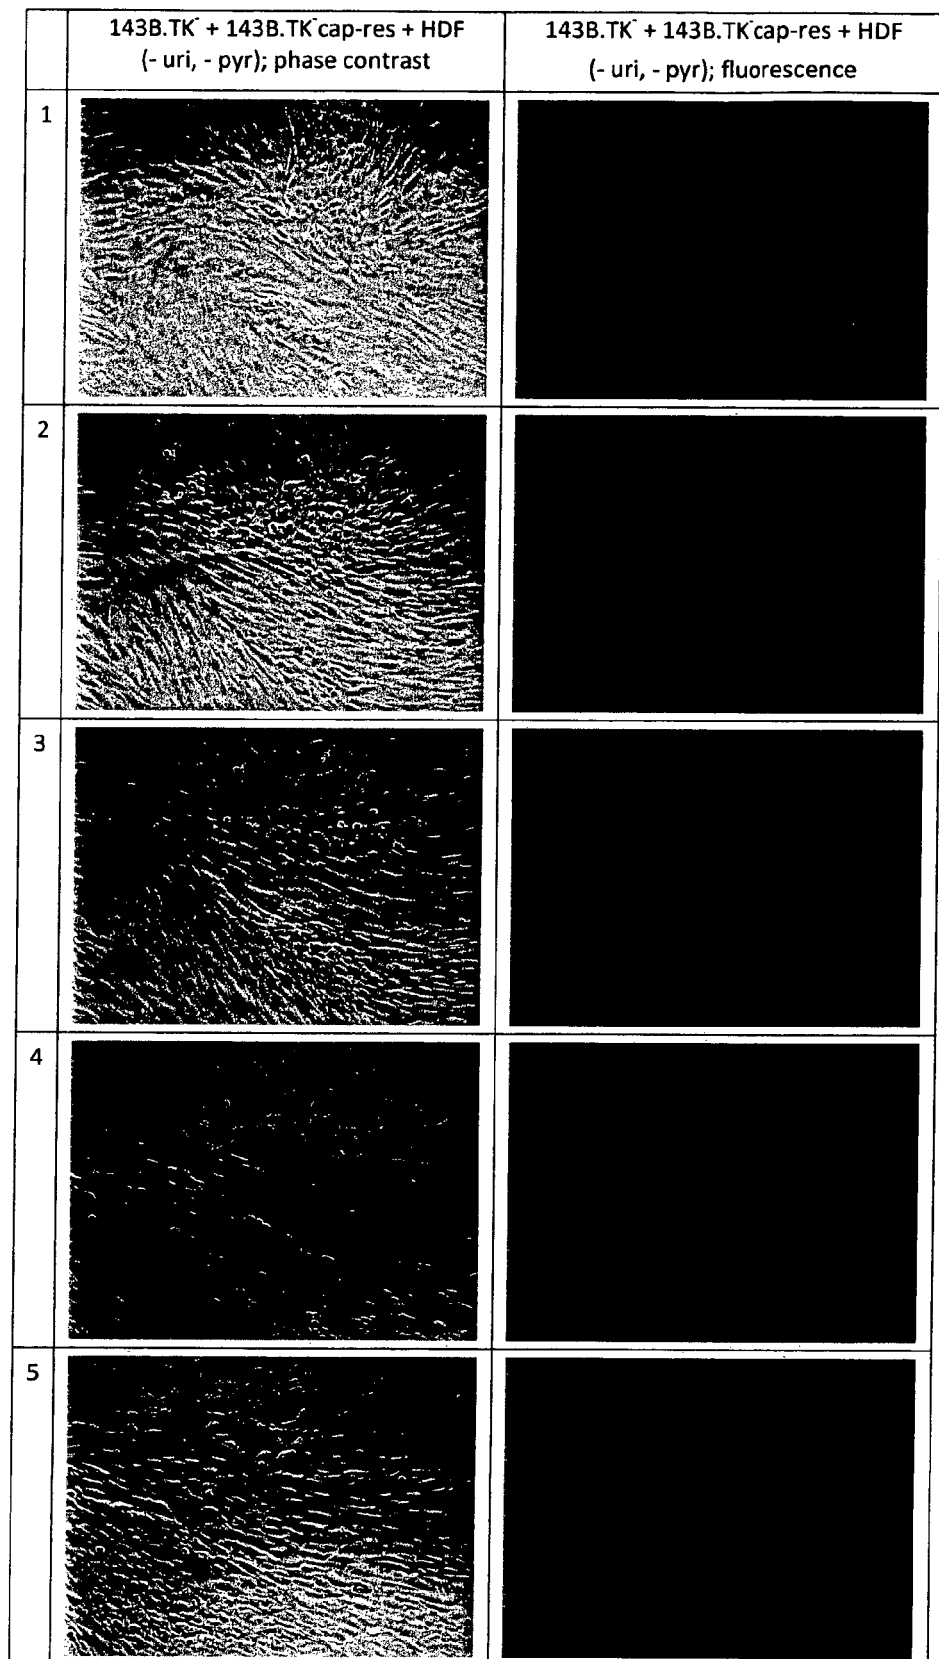 143B.TK⁻ + 143B.TK⁻cap-res + HDF
(- uri, - pyr); phase contrast
143B.TK⁻ + 143B.TK⁻cap-res + HDF
(- uri, - pyr); fluorescence
1
2
3
4
5